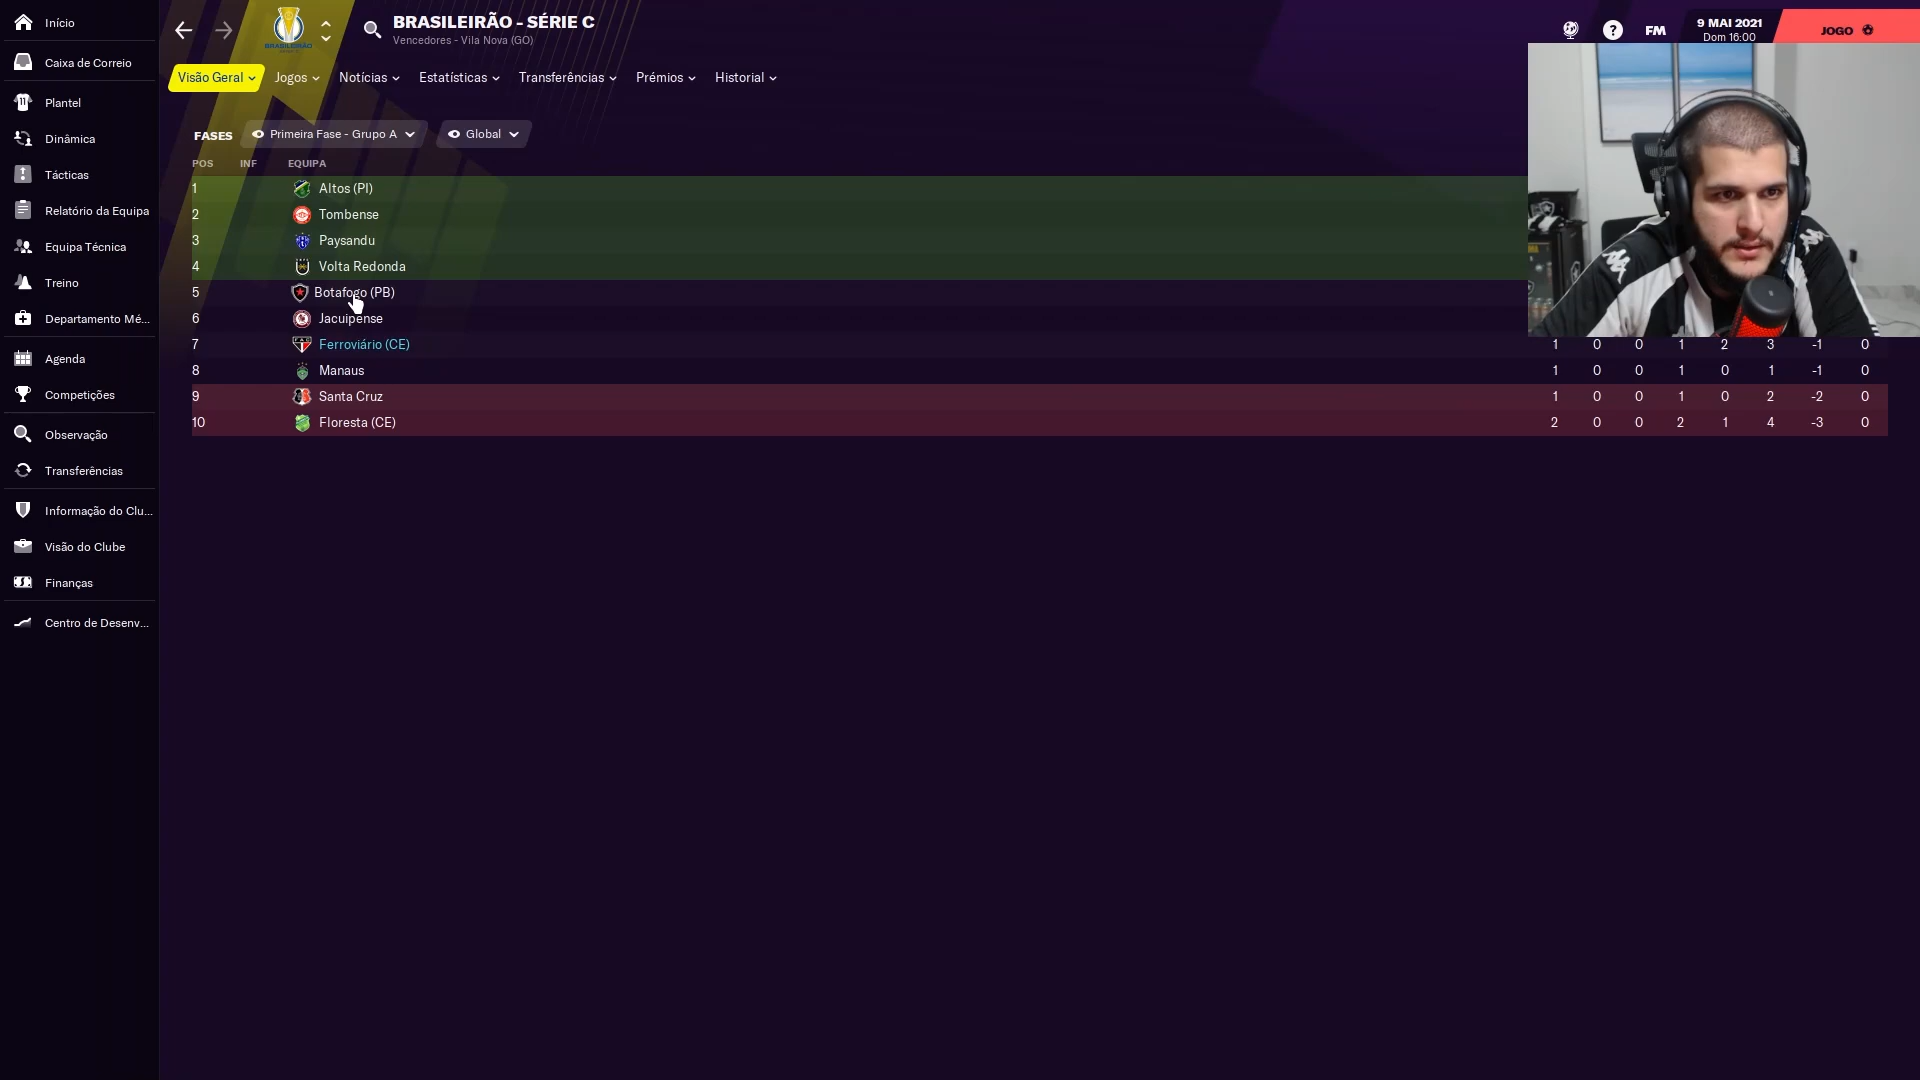 Início
Caixa de Correio
Plantel
Dinâmica
Tácticas
Relatório da Equipa
Equipa Técnica
Treino
Departamento Mé...
Agenda
Competições
Observação
Transferências
Informação do Clu...
Visão do Clube
Finanças
Centro de Desenv...
BRASILEIRÃO - SÉRIE C
Vencedores - Vila Nova (GO)
FM
9 MAI 2021
Dom 16:00
JOGO
Visão Geral Jogos Notícias Estatísticas Transferências Prémios Historial
FASES Primeira Fase - Grupo A Global
POS INF EQUIPA
1 Altos (PI)
2 Tombense
3 Paysandu
4 Volta Redonda
5 Botafogo (PB)
6 Jacuipense
7 Ferroviário (CE) 1 0 0 1 2 3 -1 0
8 Manaus 1 0 0 1 0 1 -1 0
9 Santa Cruz 1 0 0 1 0 2 -2 0
10 Floresta (CE) 2 0 0 2 1 4 -3 0